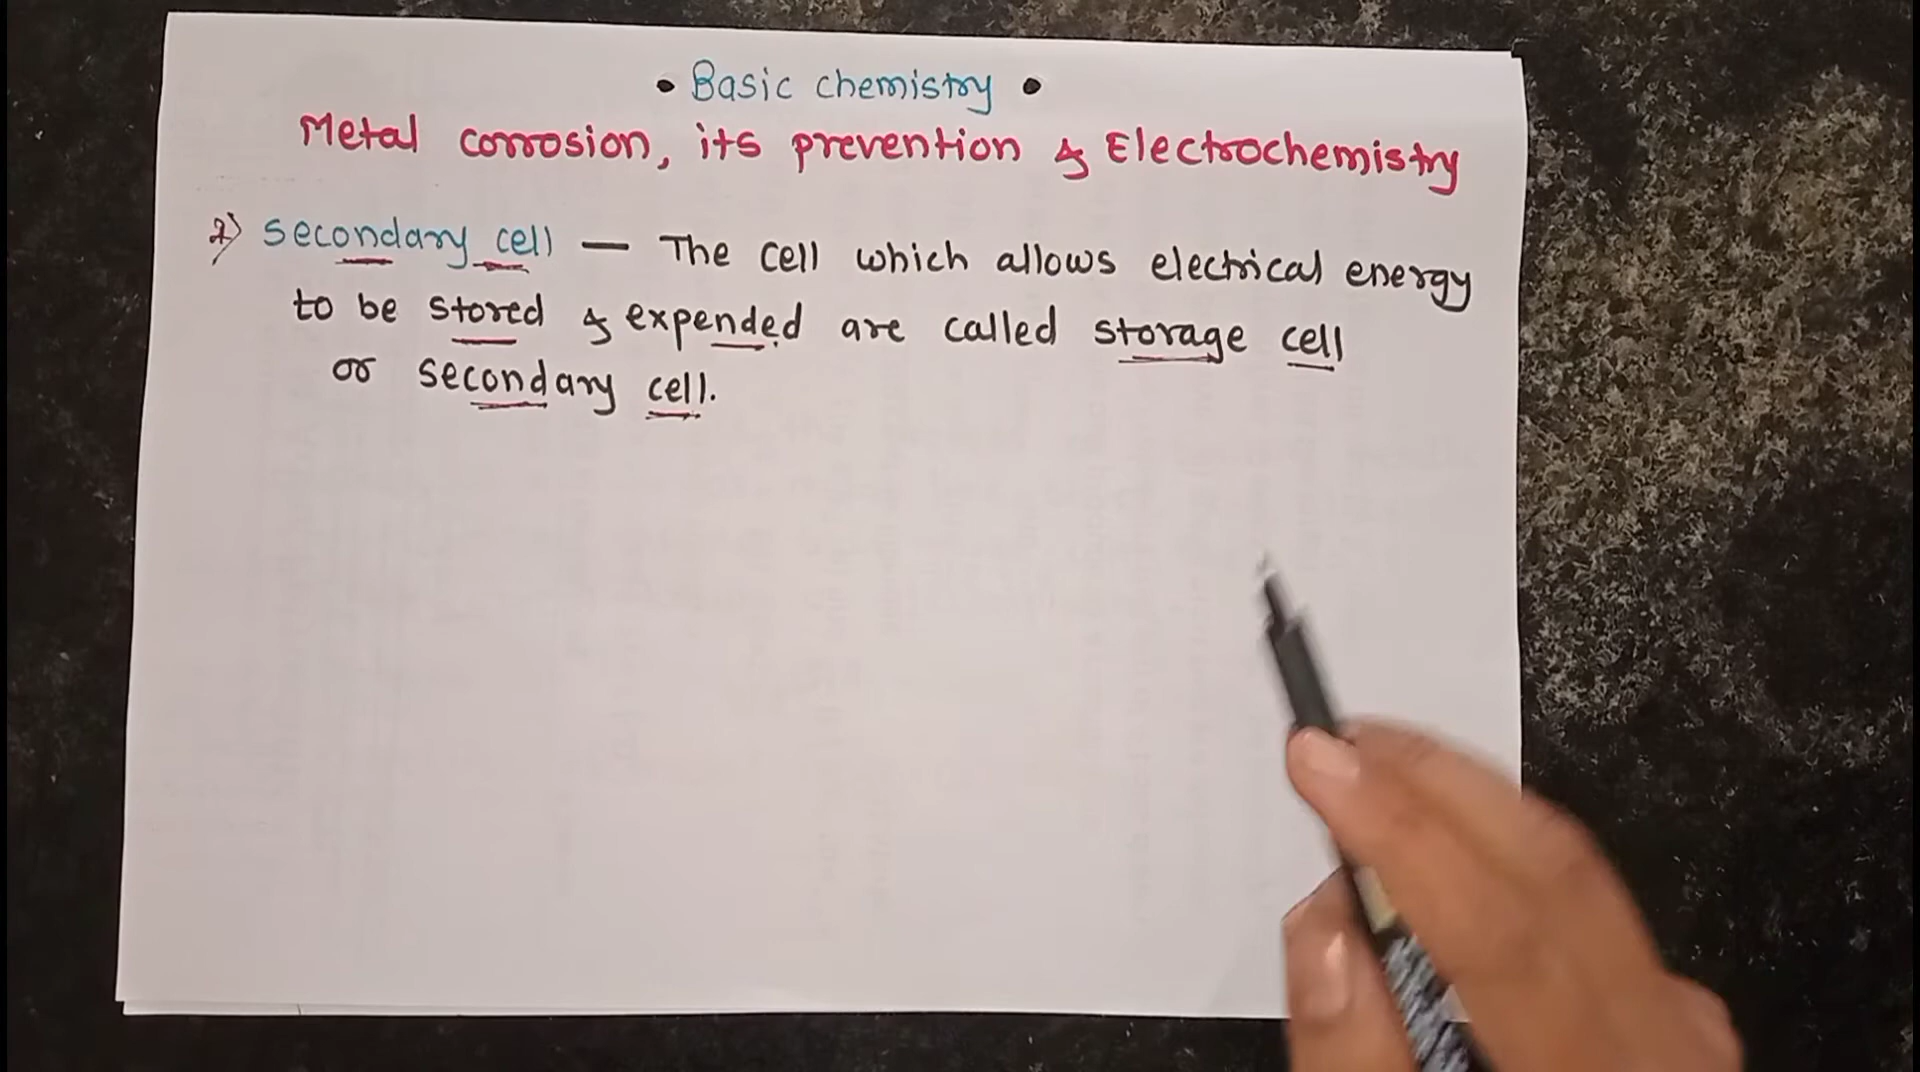 • Basic chemistry •
Metal corrosion, its prevention & Electrochemistry
2) secondary cell — The cell which allows electrical energy
to be stored & expended are called storage cell
or secondary cell.